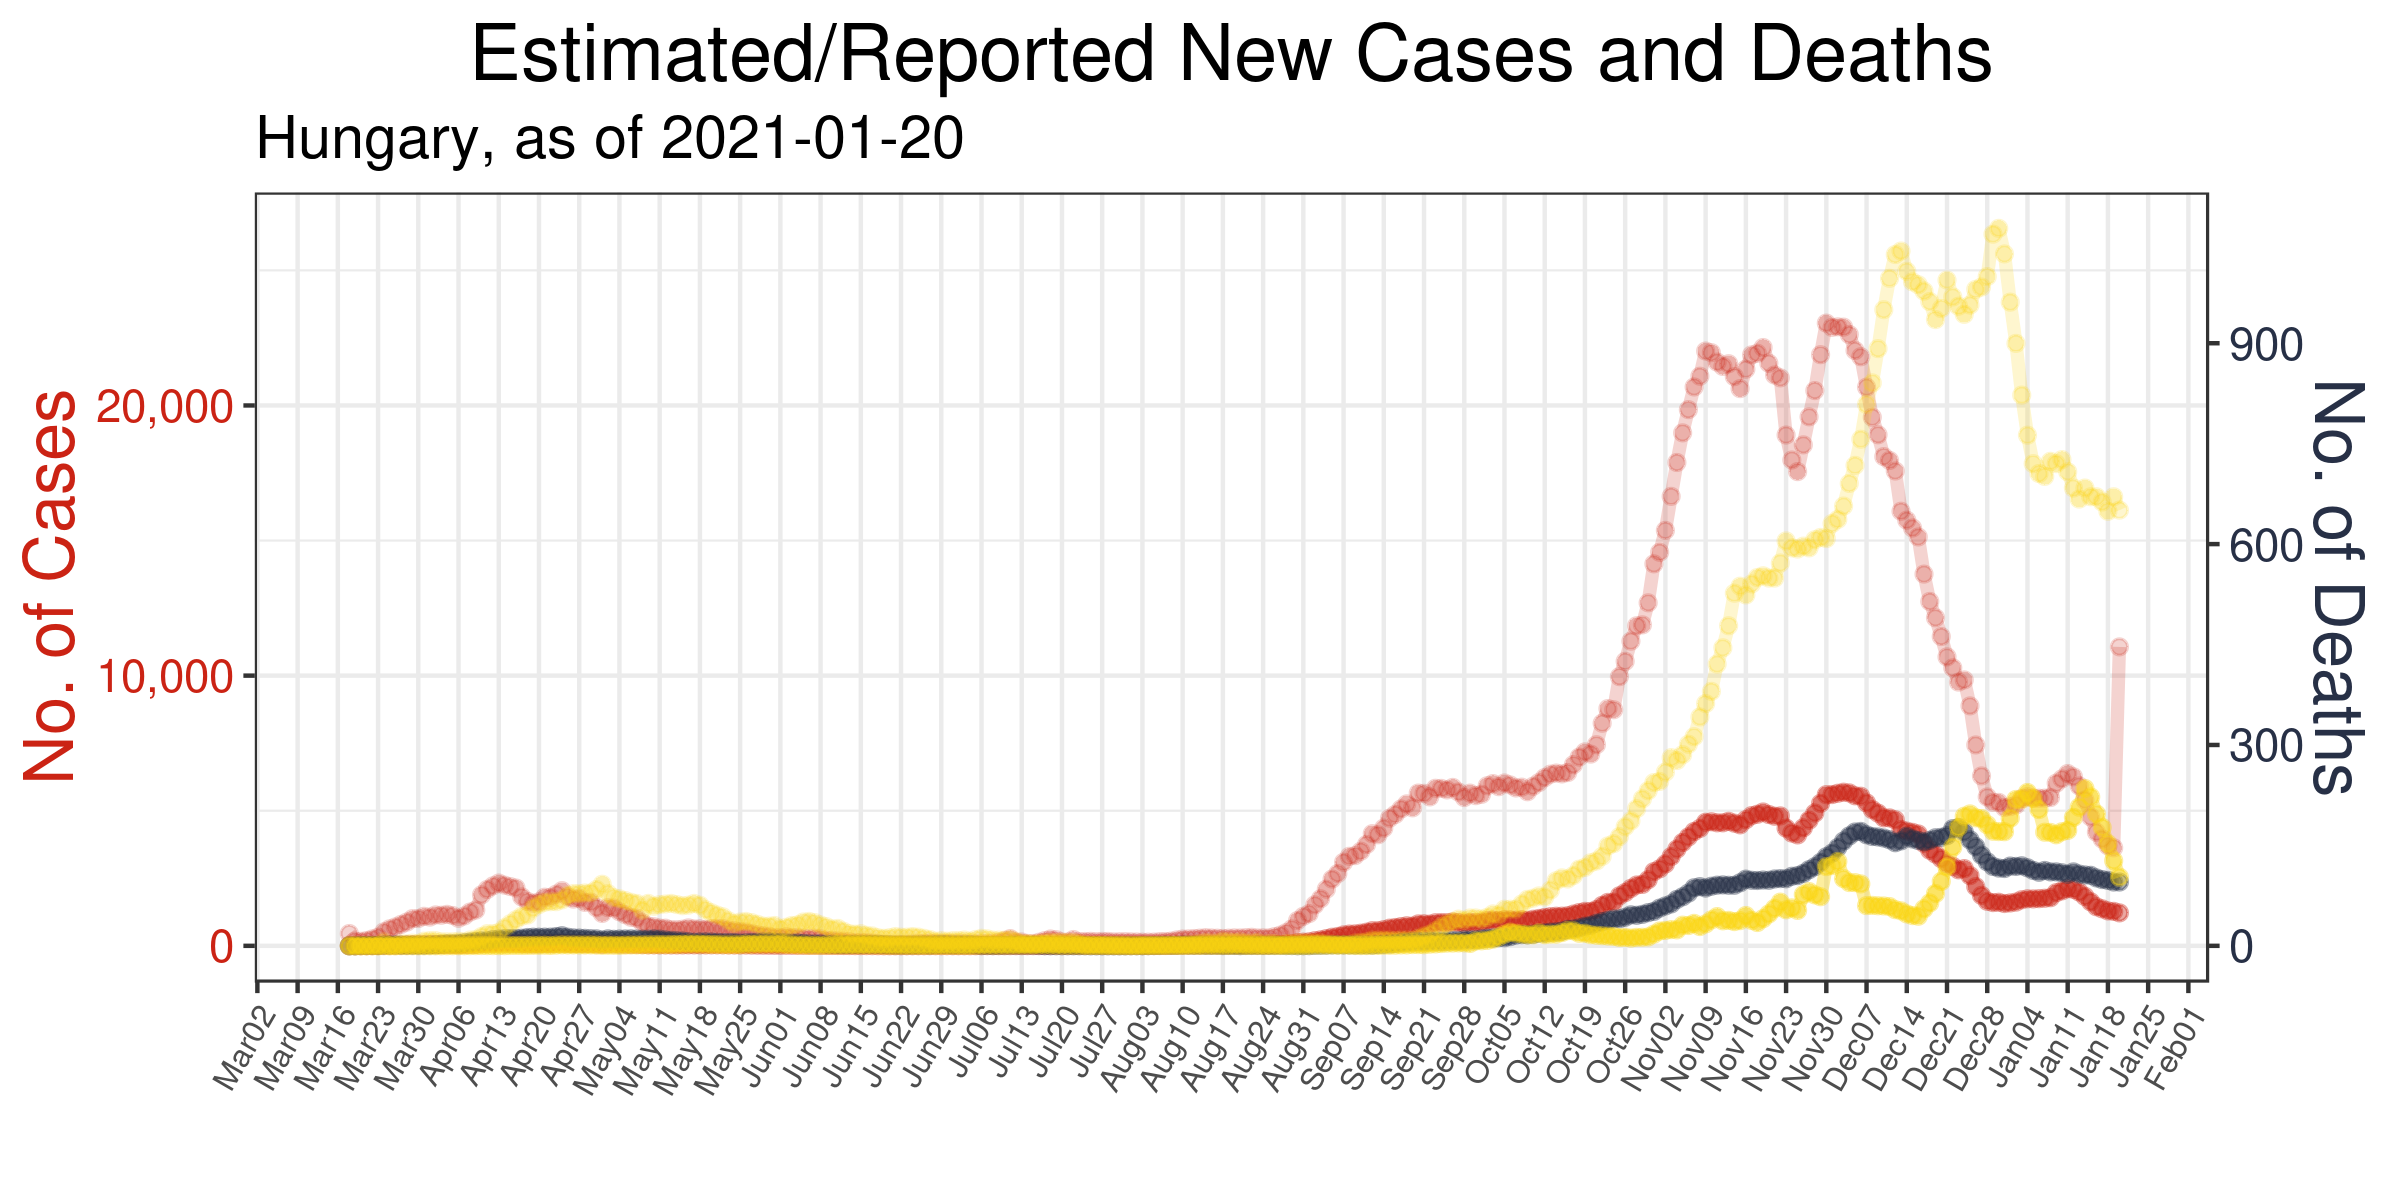 Estimated/Reported New Cases and Deaths
Hungary, as of 2021-01-20
No. of Cases
20,000
10,000
0
No. of Deaths
900
600
300
0
Mar02 Mar09 Mar16 Mar23 Mar30 Apr06 Apr13 Apr20 Apr27 May04 May11 May18 May25 Jun01 Jun08 Jun15 Jun22 Jun29 Jul06 Jul13 Jul20 Jul27 Aug03 Aug10 Aug17 Aug24 Aug31 Sep07 Sep14 Sep21 Sep28 Oct05 Oct12 Oct19 Oct26 Nov02 Nov09 Nov16 Nov23 Nov30 Dec07 Dec14 Dec21 Dec28 Jan04 Jan11 Jan18 Jan25 Feb01